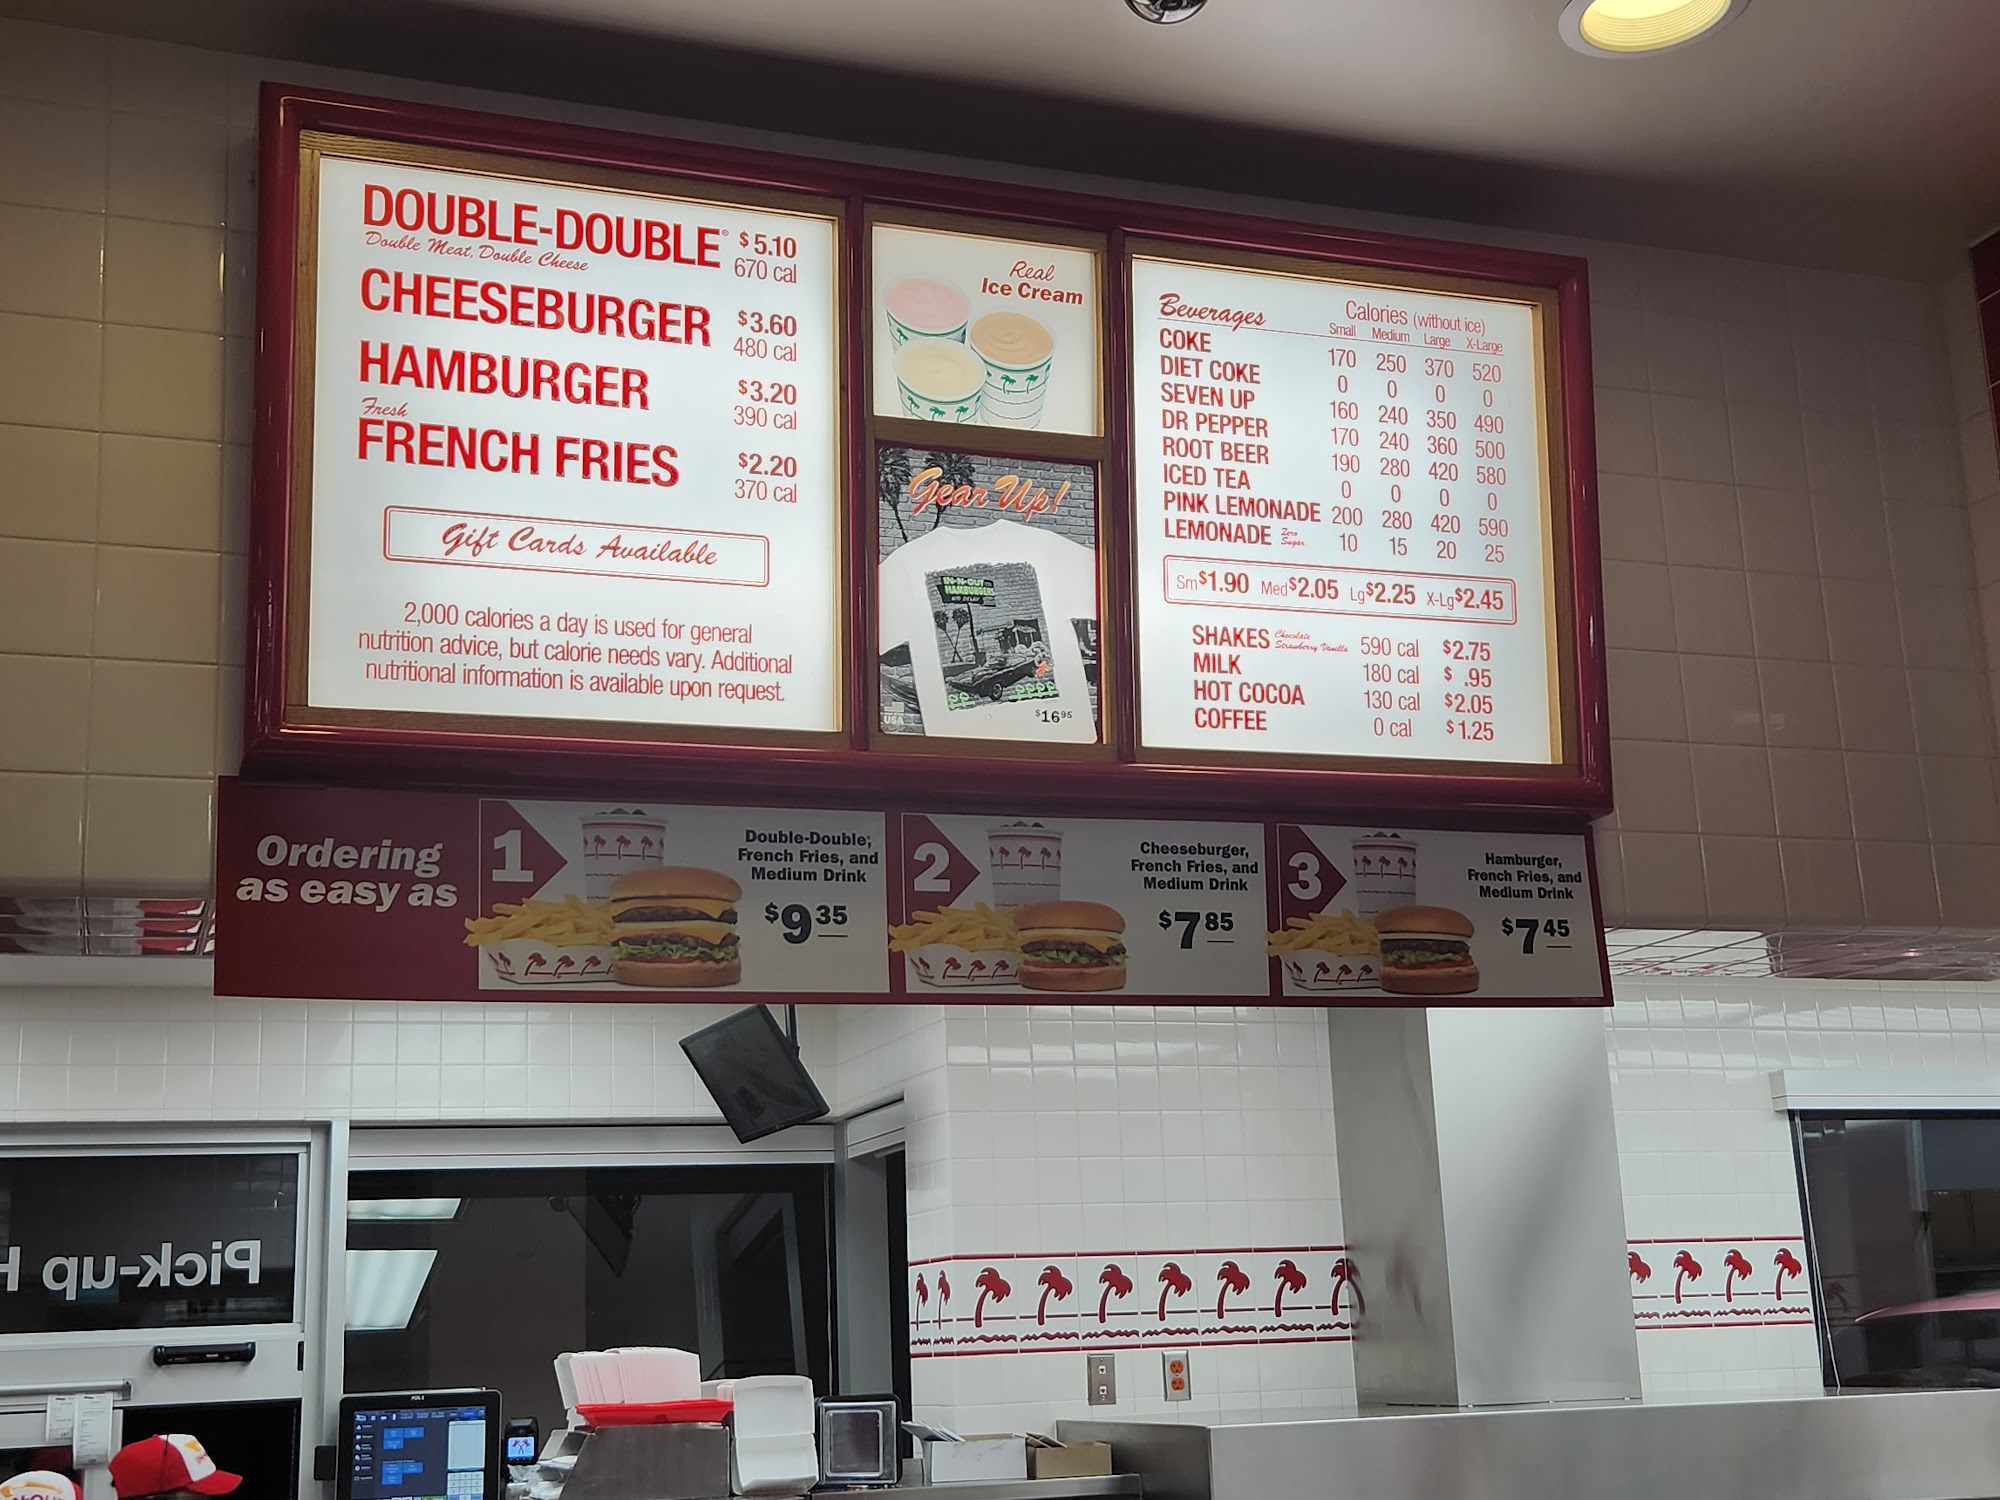 DOUBLE-DOUBLE® $5.10
Double Meat, Double Cheese 670 cal
CHEESEBURGER $3.60
480 cal
HAMBURGER $3.20
390 cal
Fresh
FRENCH FRIES $2.20
370 cal
Gift Cards Available
2,000 calories a day is used for general
nutrition advice, but calorie needs vary. Additional
nutritional information is available upon request.
Real
Ice Cream
Gear Up!
IN-N-OUT
HAMBURGERS
NO DELAY
USA
$1695
Beverages Calories (without ice)
Small Medium Large X-Large
COKE 170 250 370 520
DIET COKE 0 0 0 0
SEVEN UP 160 240 350 490
DR PEPPER 170 240 360 500
ROOT BEER 190 280 420 580
ICED TEA 0 0 0 0
PINK LEMONADE 200 280 420 590
LEMONADE Zero Sugar 10 15 20 25
Sm $1.90 Med $2.05 Lg $2.25 X-Lg $2.45
SHAKES Chocolate Strawberry Vanilla 590 cal $2.75
MILK 180 cal $ .95
HOT COCOA 130 cal $2.05
COFFEE 0 cal $1.25
Ordering
as easy as
1
Double-Double,
French Fries, and
Medium Drink
$9 35
2
Cheeseburger,
French Fries, and
Medium Drink
$7 85
3
Hamburger,
French Fries, and
Medium Drink
$7 45
Pick-up